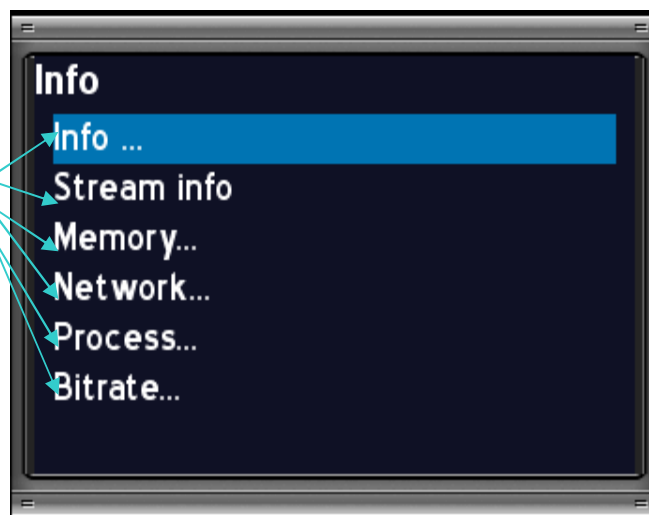 Info
Info ...
Stream info
Memory...
Network...
Process...
Bitrate...